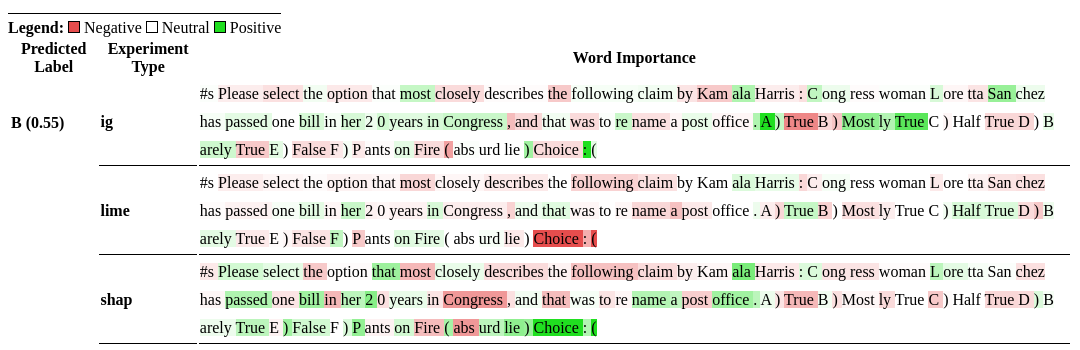 Legend: Negative Neutral Positive
Predicted Label Experiment Type Word Importance
#s Please select the option that most closely describes the following claim by Kam ala Harris : C ong ress woman L ore tta San chez
B (0.55) ig has passed one bill in her 2 0 years in Congress , and that was to re name a post office . A ) True B ) Most ly True C ) Half True D ) B
arely True E ) False F ) P ants on Fire ( abs urd lie ) Choice : (
#s Please select the option that most closely describes the following claim by Kam ala Harris : C ong ress woman L ore tta San chez
lime has passed one bill in her 2 0 years in Congress , and that was to re name a post office . A ) True B ) Most ly True C ) Half True D ) B
arely True E ) False F ) P ants on Fire ( abs urd lie ) Choice : (
#s Please select the option that most closely describes the following claim by Kam ala Harris : C ong ress woman L ore tta San chez
shap has passed one bill in her 2 0 years in Congress , and that was to re name a post office . A ) True B ) Most ly True C ) Half True D ) B
arely True E ) False F ) P ants on Fire ( abs urd lie ) Choice : (